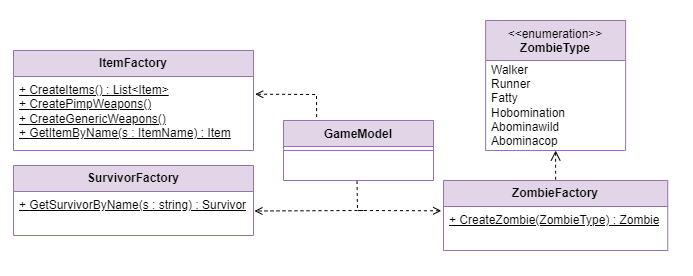 <<enumeration>>
ZombieType
Walker
Runner
Fatty
Hobomination
Abominawild
Abominacop
ItemFactory
+ CreateItems() : List<Item>
+ CreatePimpWeapons()
+ CreateGenericWeapons()
+ GetItemByName(s : ItemName) : Item
GameModel
SurvivorFactory
+ GetSurvivorByName(s : string) : Survivor
ZombieFactory
+ CreateZombie(ZombieType) : Zombie